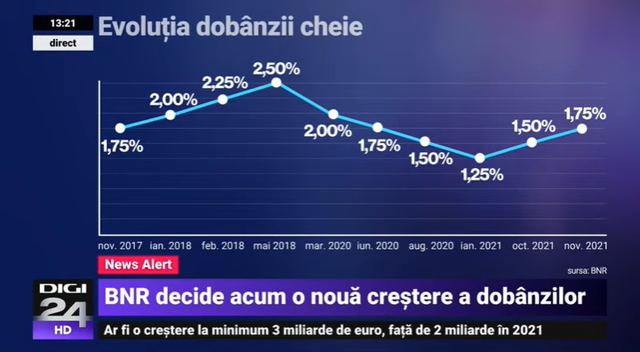 13:21
direct
Evoluția dobânzii cheie
1,75%
2,00%
2,25%
2,50%
2,00%
1,75%
1,50%
1,25%
1,50%
1,75%
nov. 2017 ian. 2018 feb. 2018 mai 2018 mar. 2020 iun. 2020 aug. 2020 ian. 2021 oct. 2021 nov. 2021
News Alert
sursa: BNR
DIGI
24
HD
BNR decide acum o nouă creștere a dobânzilor
Ar fi o creștere la minimum 3 miliarde de euro, față de 2 miliarde în 2021